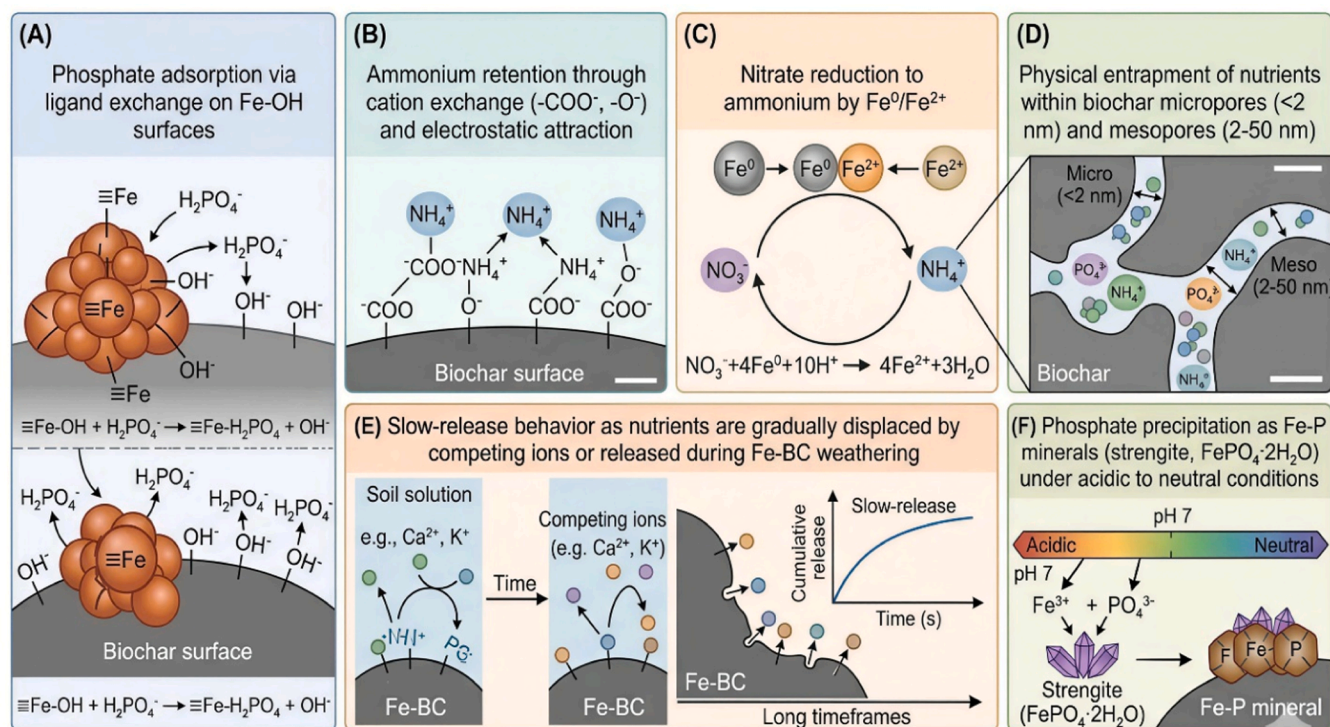 (A)
Phosphate adsorption via
ligand exchange on Fe-OH
surfaces
≡Fe
H₂PO₄⁻
H₂PO₄⁻
OH⁻
≡Fe
OH⁻
OH⁻
OH⁻
≡Fe
≡Fe-OH + H₂PO₄⁻ → ≡Fe-H₂PO₄ + OH⁻
H₂PO₄⁻
H₂PO₄⁻
H₂PO₄⁻
H₂PO₄⁻
OH⁻
≡Fe
OH⁻
OH⁻
OH⁻
Biochar surface
≡Fe-OH + H₂PO₄⁻ → ≡Fe-H₂PO₄ + OH⁻
(B)
Ammonium retention through
cation exchange (-COO⁻, -O⁻)
and electrostatic attraction
NH₄⁺
NH₄⁺
NH₄⁺
-COO⁻
NH₄⁺
NH₄⁺
O⁻
-COO⁻
O⁻
COO⁻
COO⁻
Biochar surface
(C)
Nitrate reduction to
ammonium by Fe⁰/Fe²⁺
Fe⁰
Fe⁰
Fe²⁺
Fe²⁺
NO₃⁻
NH₄⁺
NO₃⁻+4Fe⁰+10H⁺ → 4Fe²⁺+3H₂O
(D)
Physical entrapment of nutrients
within biochar micropores (<2
nm) and mesopores (2-50 nm)
Micro
(<2 nm)
NH₄⁺
Meso
(2-50 nm)
PO₄³⁻
NH₄⁺
PO₄³⁻
Biochar
(E) Slow-release behavior as nutrients are gradually displaced by
competing ions or released during Fe-BC weathering
Soil solution
e.g., Ca²⁺, K⁺
Fe-BC
Time
Competing ions
(e.g. Ca²⁺, K⁺)
Fe-BC
Cumulative
release
Slow-release
Time (s)
Fe-BC
Long timeframes
(F) Phosphate precipitation as Fe-P
minerals (strengite, FePO₄·2H₂O)
under acidic to neutral conditions
pH 7
Acidic
Neutral
pH 7
Fe³⁺ + PO₄³⁻
Strengite
(FePO₄·2H₂O)
F
Fe
P
Fe-P mineral